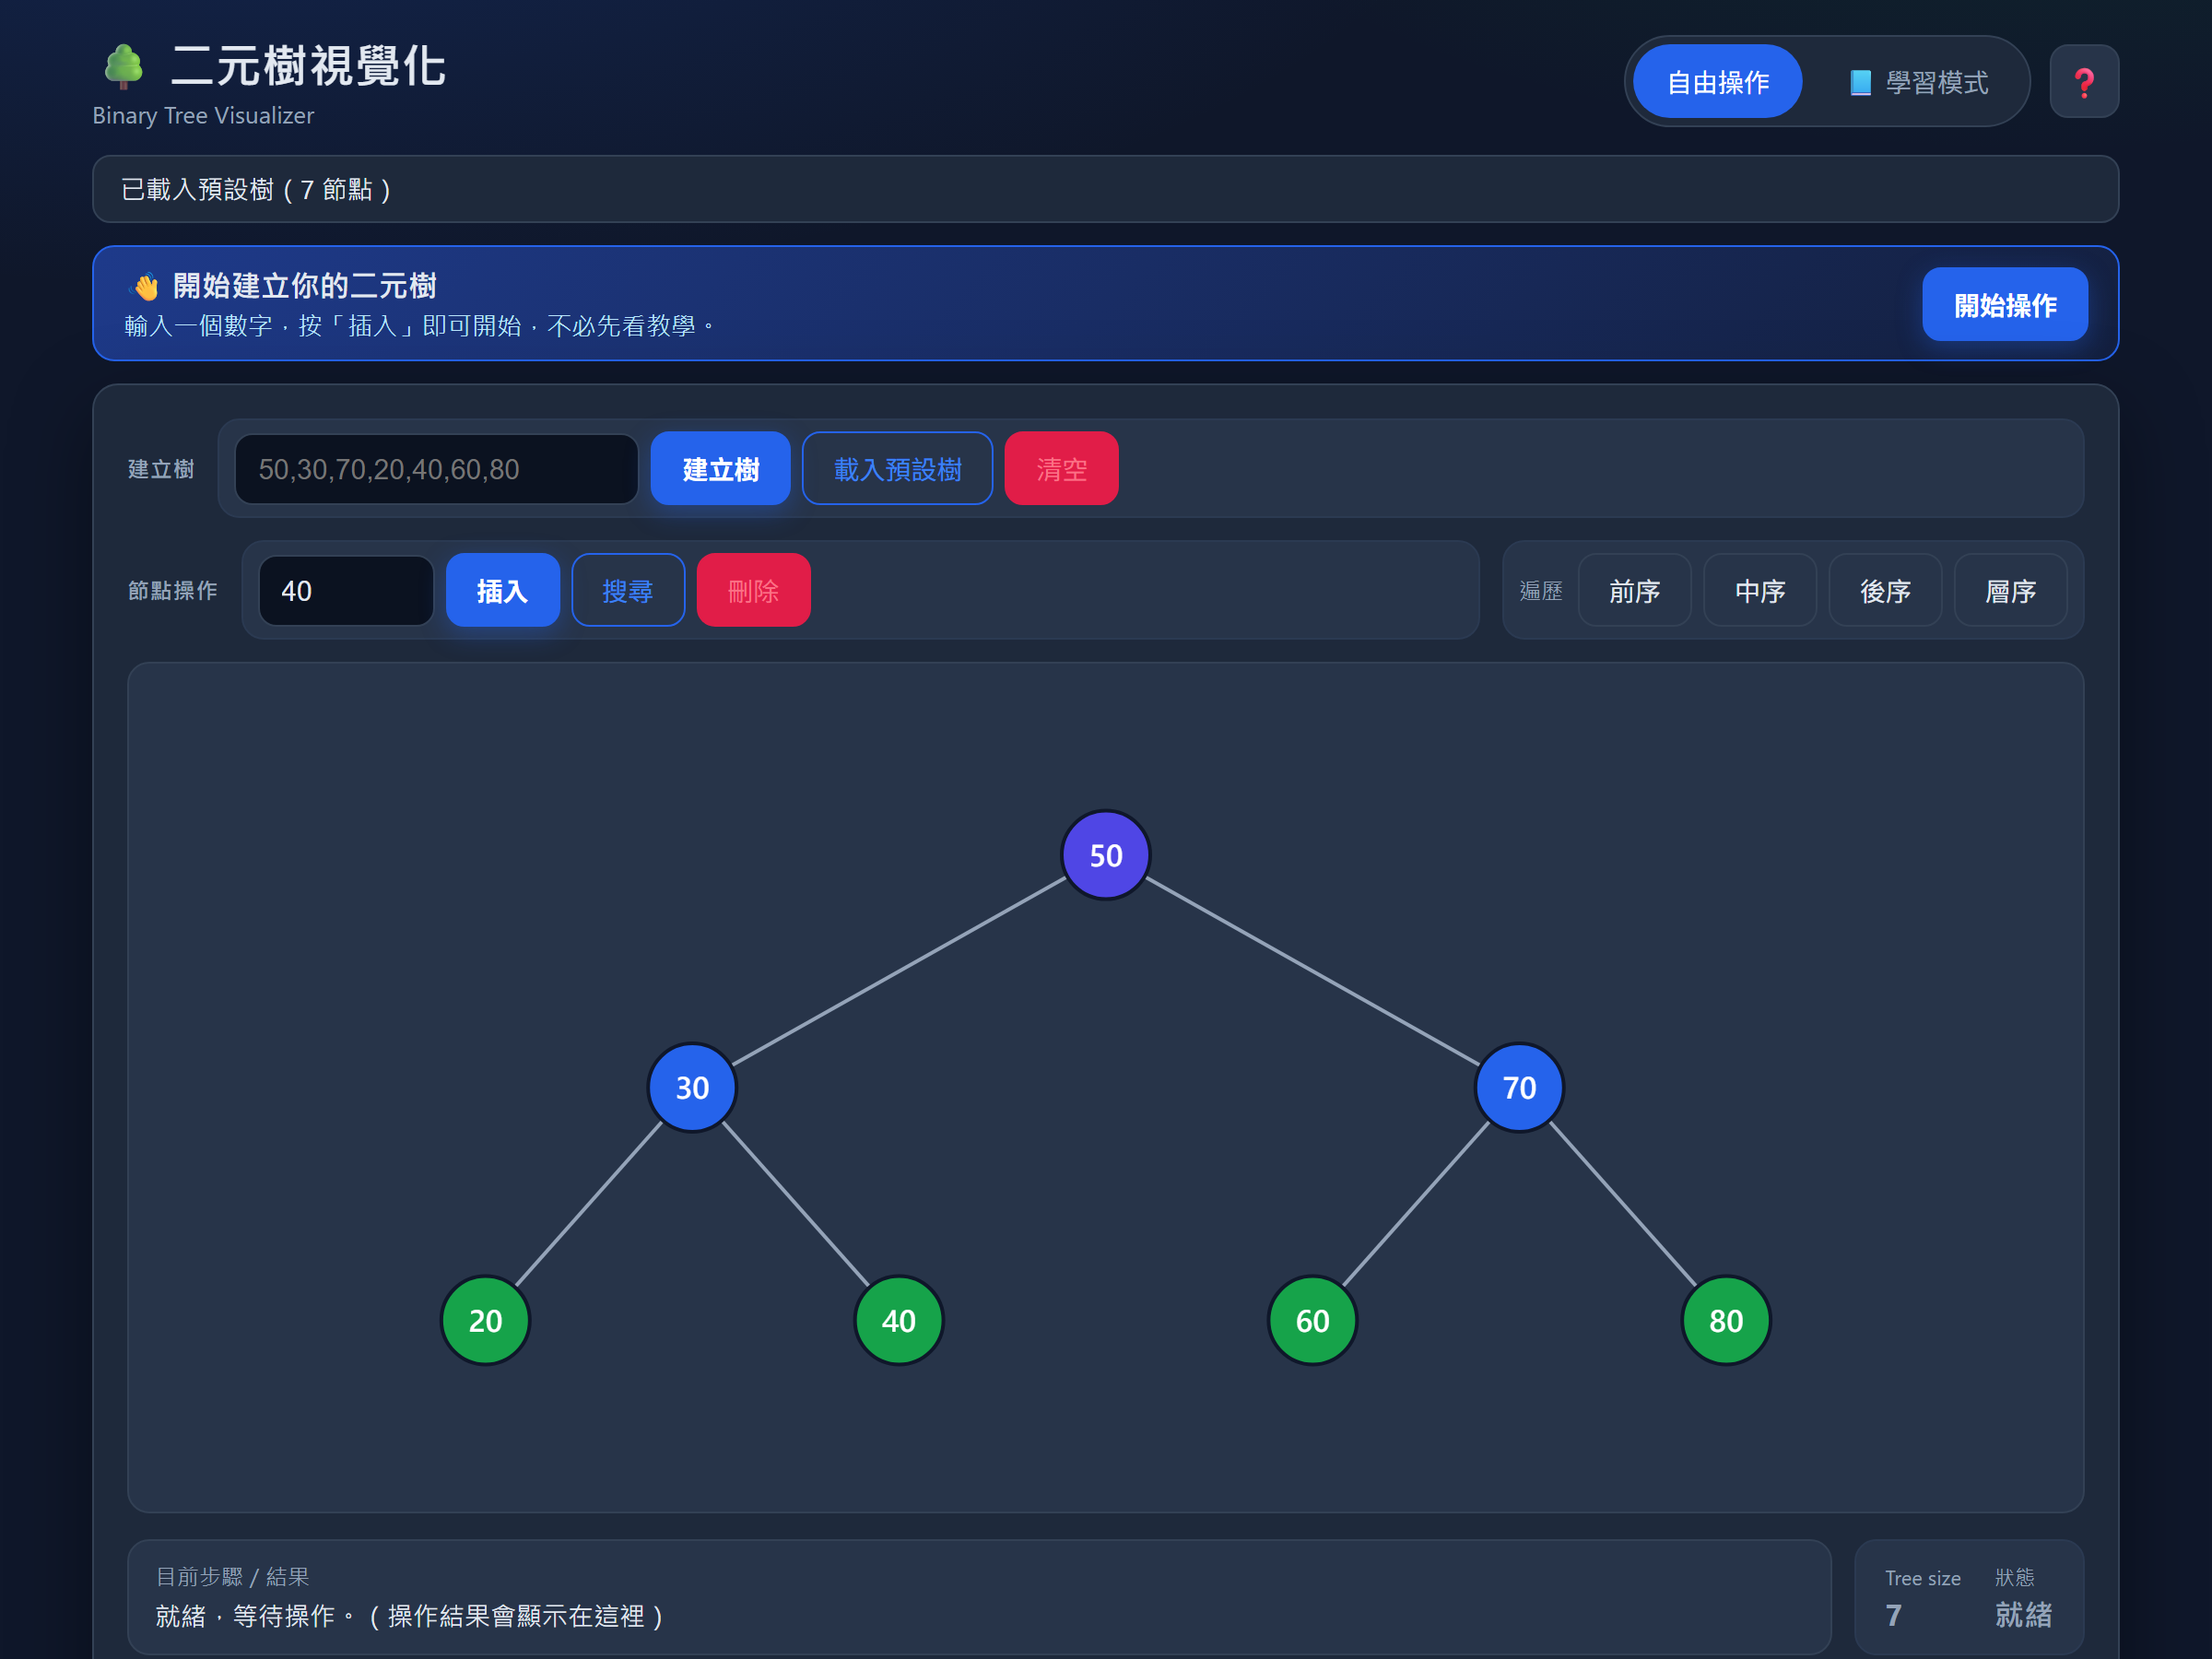 二元樹視覺化
Binary Tree Visualizer
自由操作
學習模式
已載入預設樹(7 節點)
開始建立你的二元樹
輸入一個數字,按「插入」即可開始,不必先看教學。
開始操作
建立樹
50,30,70,20,40,60,80
建立樹
載入預設樹
清空
節點操作
40
插入
搜尋
刪除
遍歷
前序
中序
後序
層序
50
30
70
20
40
60
80
目前步驟 / 結果
就緒,等待操作。(操作結果會顯示在這裡)
Tree size
7
狀態
就緒